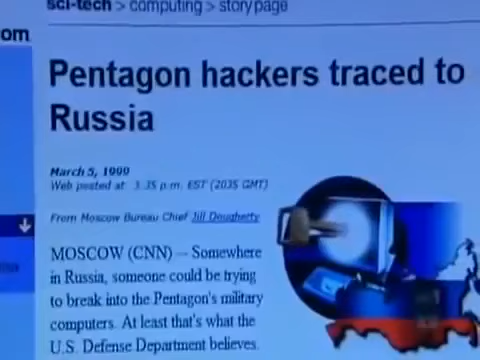 sci-tech > computing > story page
om
Pentagon hackers traced to
Russia
March 5, 1999
Web posted at: 3:35 p.m. EST (2035 GMT)
From Moscow Bureau Chief Jill Dougherty
MOSCOW (CNN) -- Somewhere
in Russia, someone could be trying
to break into the Pentagon's military
computers. At least that's what the
U.S. Defense Department believes.